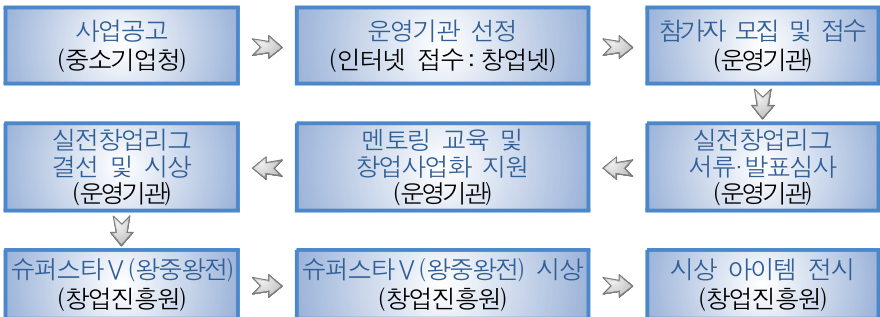 사업공고
(중소기업청)
운영기관 선정
(인터넷 접수 : 창업넷)
참가자 모집 및 접수
(운영기관)
실전창업리그
서류·발표심사
(운영기관)
멘토링 교육 및
창업사업화 지원
(운영기관)
실전창업리그
결선 및 시상
(운영기관)
슈퍼스타V(왕중왕전)
(창업진흥원)
슈퍼스타V(왕중왕전) 시상
(창업진흥원)
시상 아이템 전시
(창업진흥원)